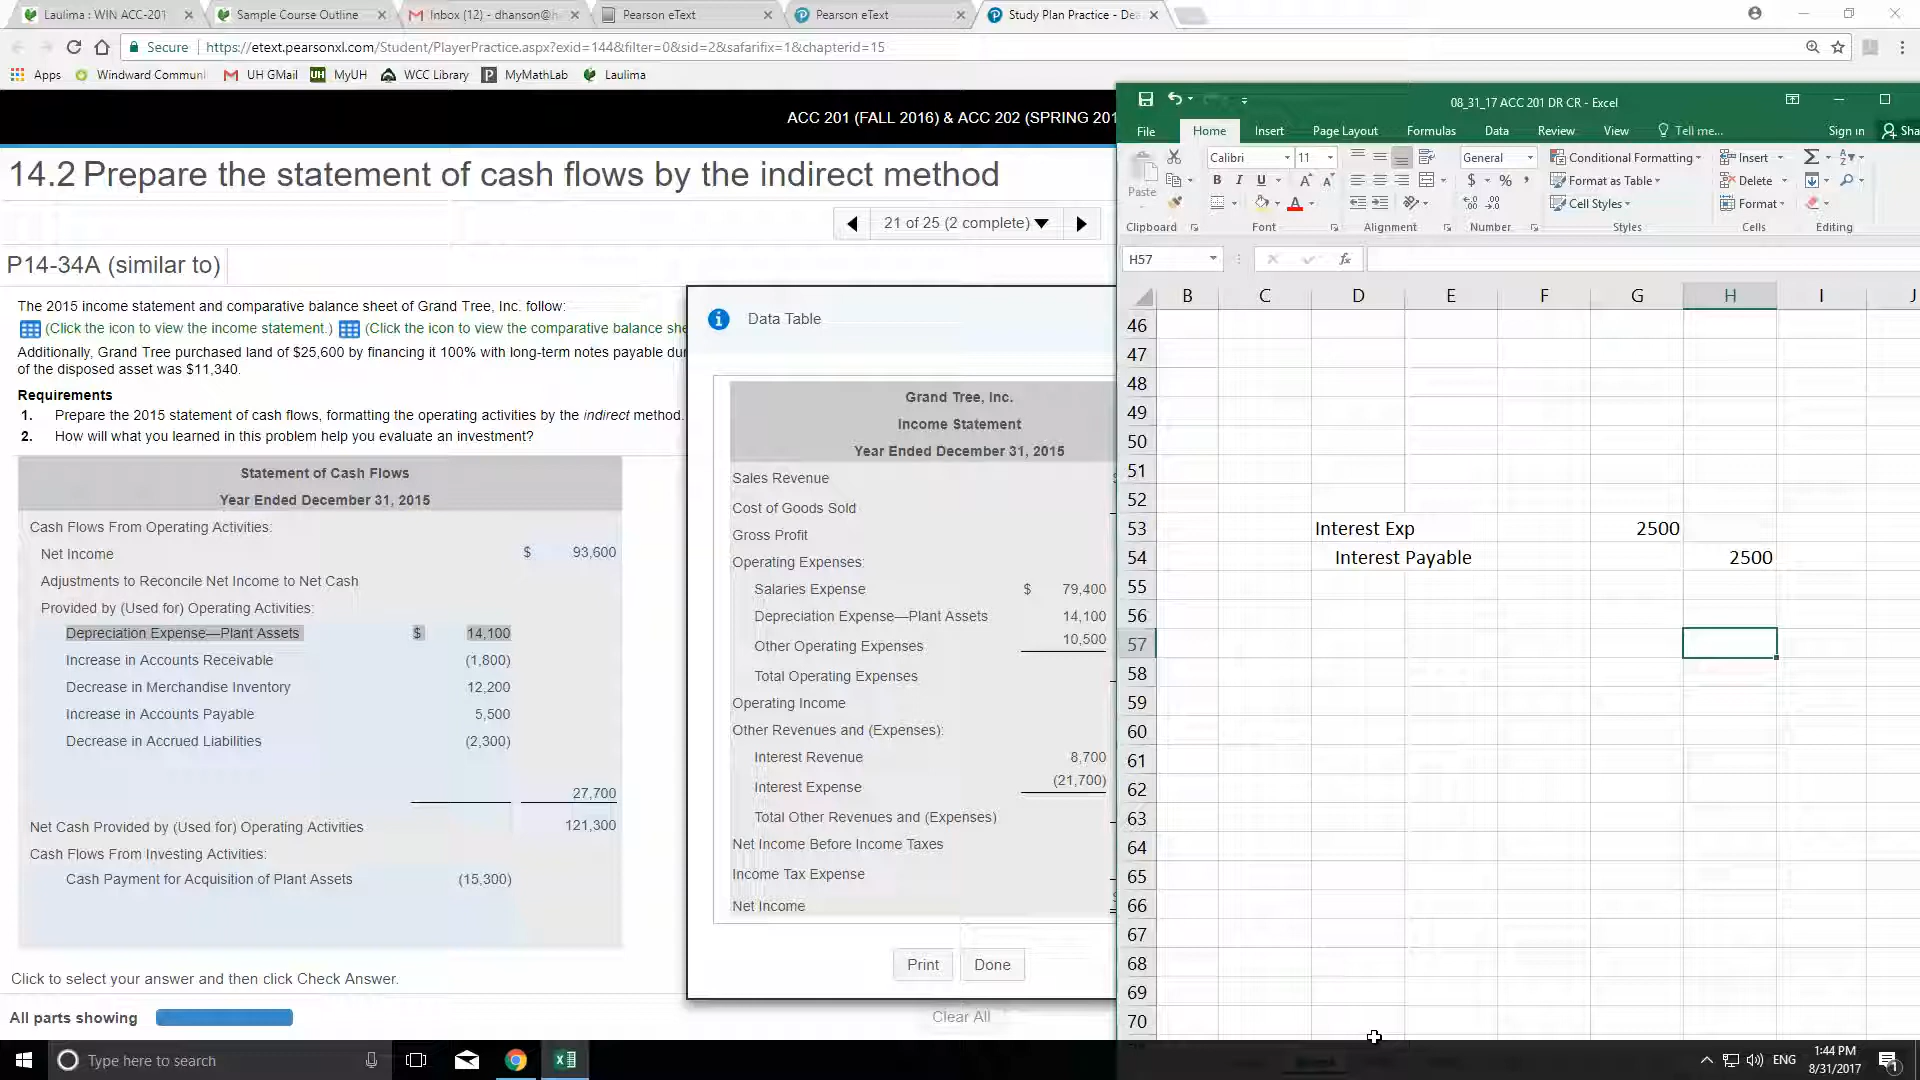 Laulima : WIN ACC-201
Sample Course Outline
Inbox (12) - dhanson@h
Pearson eText
Pearson eText
Study Plan Practice - Dea
Secure
https://etext.pearsonxl.com/Student/PlayerPractice.aspx?exid=144&filter=0&sid=2&safarifix=1&chapterid=15
Apps
Windward Communi
UH GMail
MyUH
WCC Library
MyMathLab
Laulima
ACC 201 (FALL 2016) & ACC 202 (SPRING 201
14.2 Prepare the statement of cash flows by the indirect method
21 of 25 (2 complete)
P14-34A (similar to)
The 2015 income statement and comparative balance sheet of Grand Tree, Inc. follow:
(Click the icon to view the income statement.) (Click the icon to view the comparative balance she
Additionally, Grand Tree purchased land of $25,600 by financing it 100% with long-term notes payable dur
of the disposed asset was $11,340.
Requirements
1. Prepare the 2015 statement of cash flows, formatting the operating activities by the indirect method.
2. How will what you learned in this problem help you evaluate an investment?
Statement of Cash Flows
Year Ended December 31, 2015
Cash Flows From Operating Activities:
Net Income $ 93,600
Adjustments to Reconcile Net Income to Net Cash
Provided by (Used for) Operating Activities:
Depreciation Expense—Plant Assets $ 14,100
Increase in Accounts Receivable (1,800)
Decrease in Merchandise Inventory 12,200
Increase in Accounts Payable 5,500
Decrease in Accrued Liabilities (2,300)
27,700
Net Cash Provided by (Used for) Operating Activities 121,300
Cash Flows From Investing Activities:
Cash Payment for Acquisition of Plant Assets (15,300)
Click to select your answer and then click Check Answer.
All parts showing
Clear All
Data Table
Grand Tree, Inc.
Income Statement
Year Ended December 31, 2015
Sales Revenue
Cost of Goods Sold
Gross Profit
Operating Expenses:
Salaries Expense $ 79,400
Depreciation Expense—Plant Assets 14,100
Other Operating Expenses 10,500
Total Operating Expenses
Operating Income
Other Revenues and (Expenses):
Interest Revenue 8,700
Interest Expense (21,700)
Total Other Revenues and (Expenses)
Net Income Before Income Taxes
Income Tax Expense
Net Income
Print
Done
08_31_17 ACC 201 DR CR - Excel
File Home Insert Page Layout Formulas Data Review View Tell me... Sign in Sha
Paste
Calibri 11
B I U
General
$ % ,
Conditional Formatting
Format as Table
Cell Styles
Insert
Delete
Format
Clipboard Font Alignment Number Styles Cells Editing
H57 fx
B C D E F G H I J
46
47
48
49
50
51
52
53 Interest Exp 2500
54 Interest Payable 2500
55
56
57
58
59
60
61
62
63
64
65
66
67
68
69
70
Type here to search
ENG
1:44 PM
8/31/2017